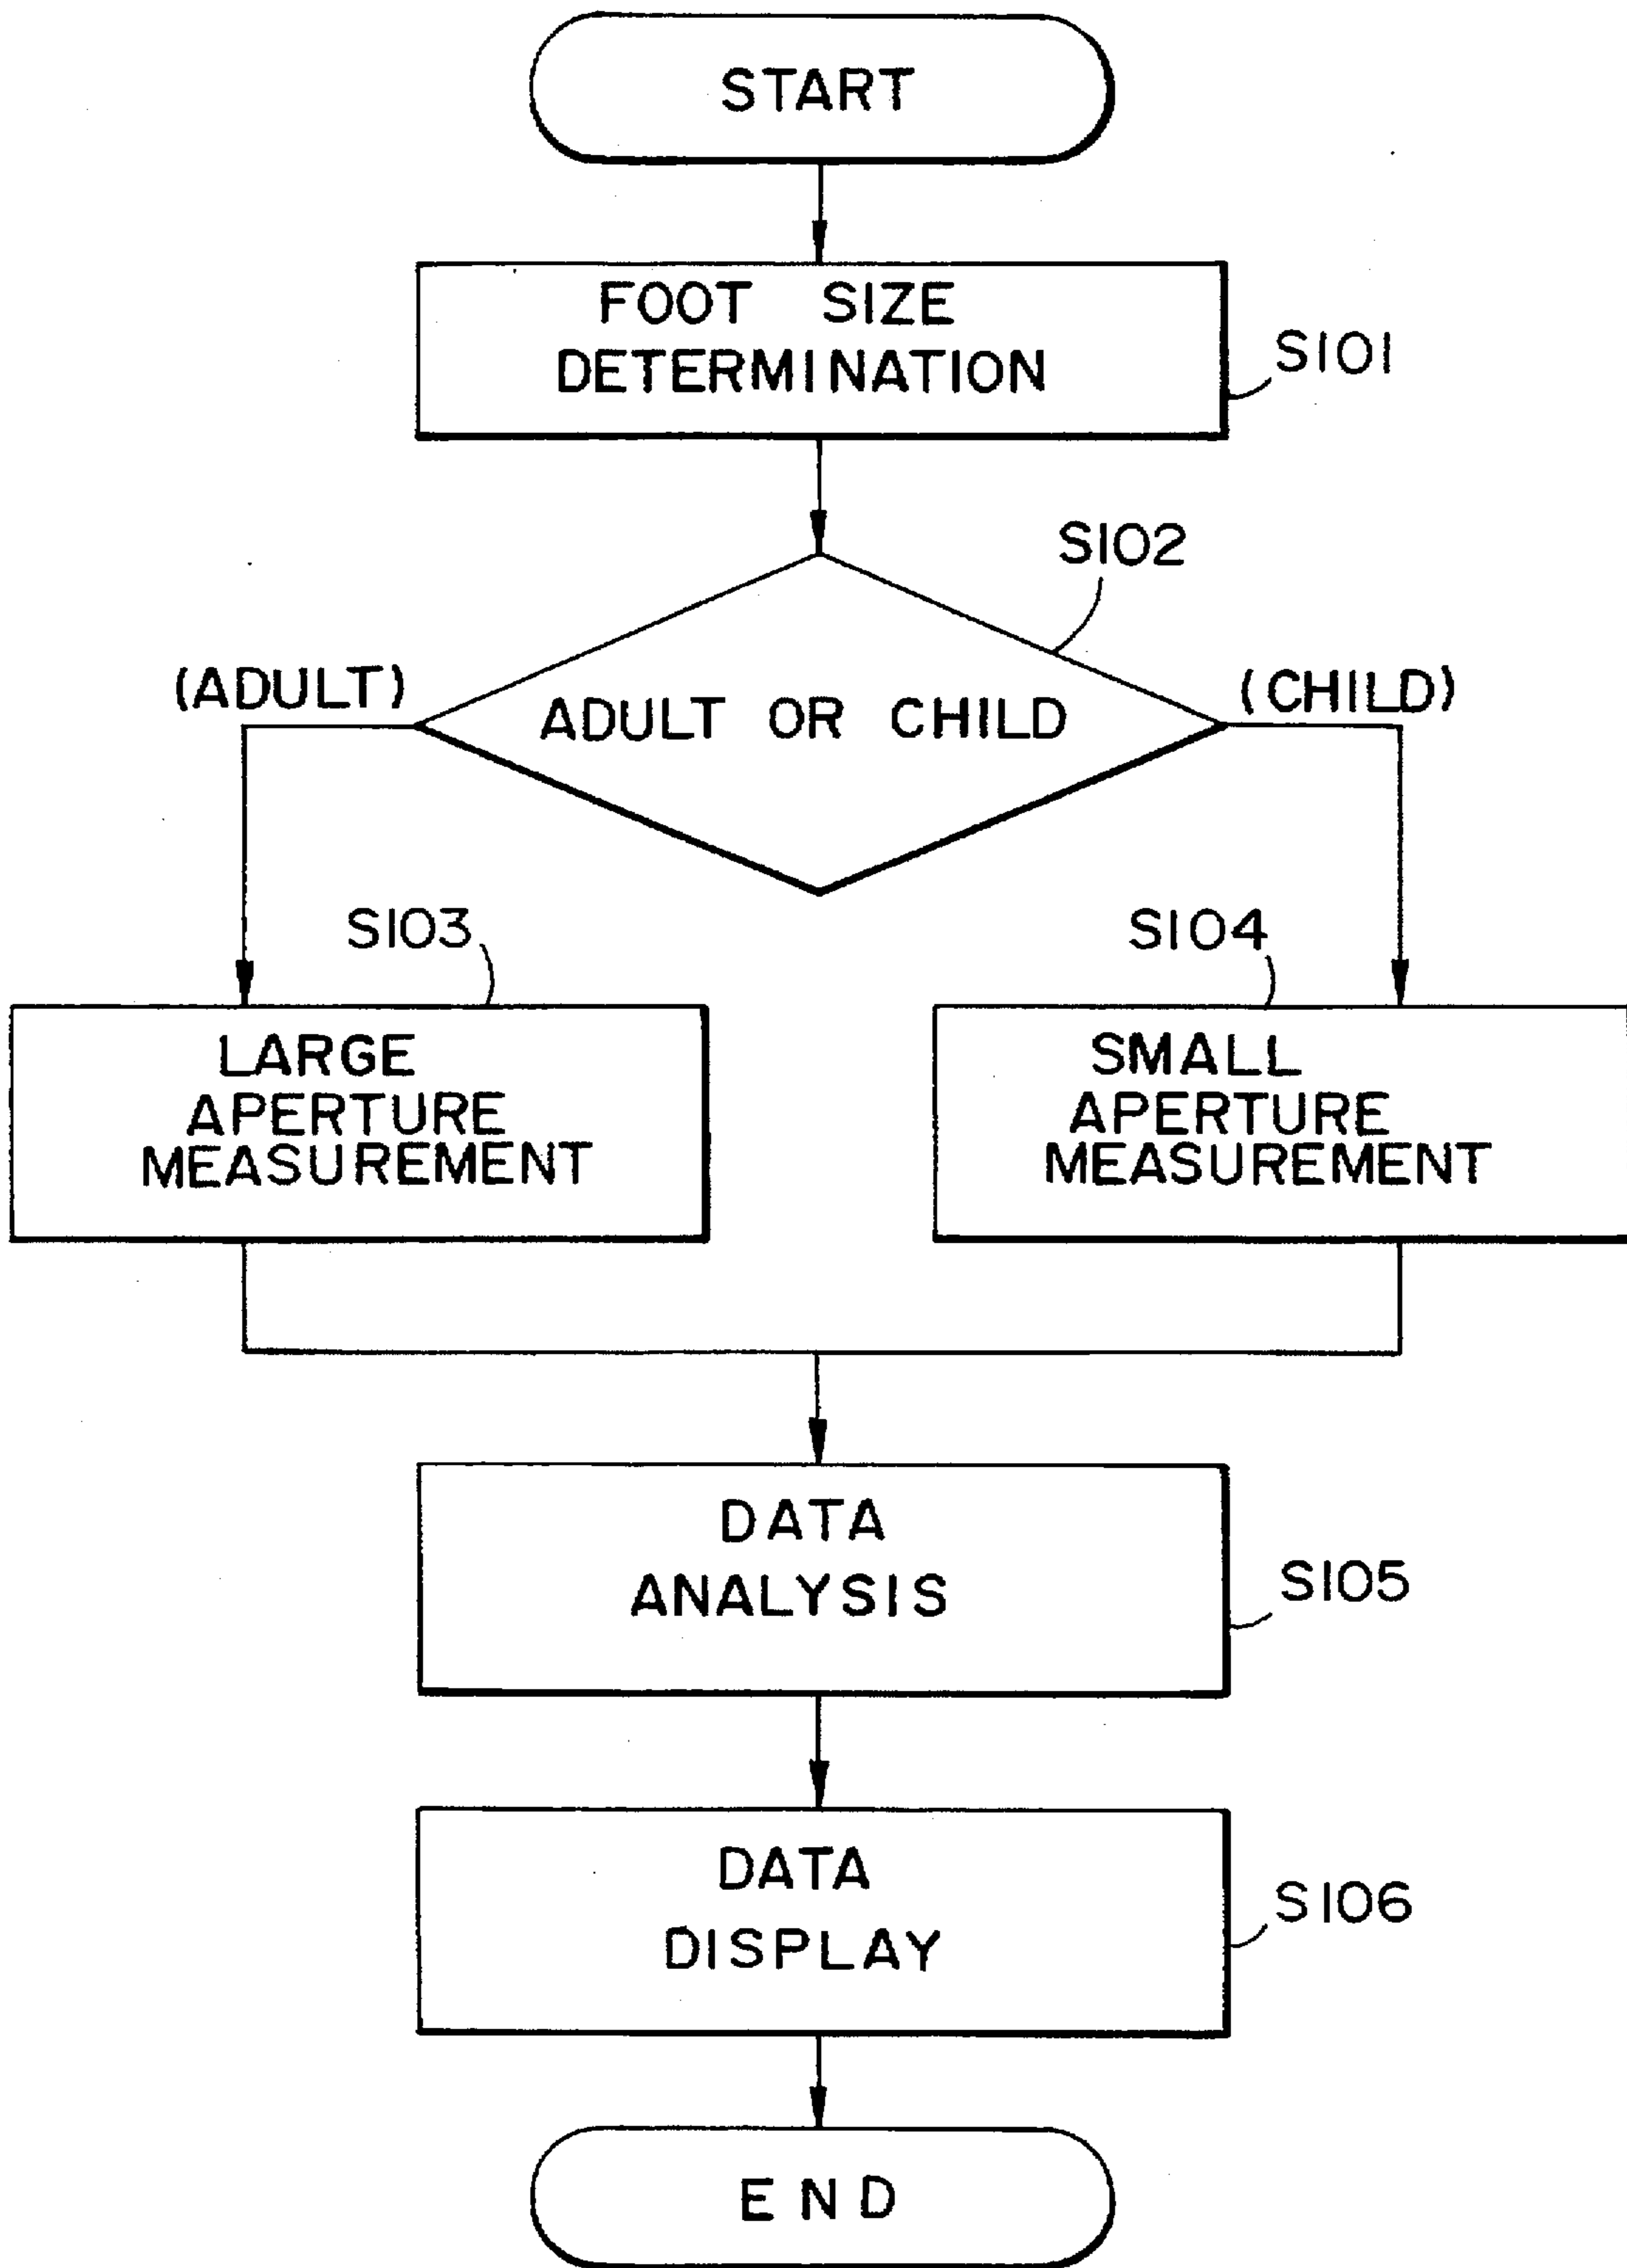 START
FOOT SIZE
DETERMINATION
S101
S102
(ADULT)
ADULT OR CHILD
(CHILD)
S103
S104
LARGE
APERTURE
MEASUREMENT
SMALL
APERTURE
MEASUREMENT
DATA
ANALYSIS
S105
DATA
DISPLAY
S106
END